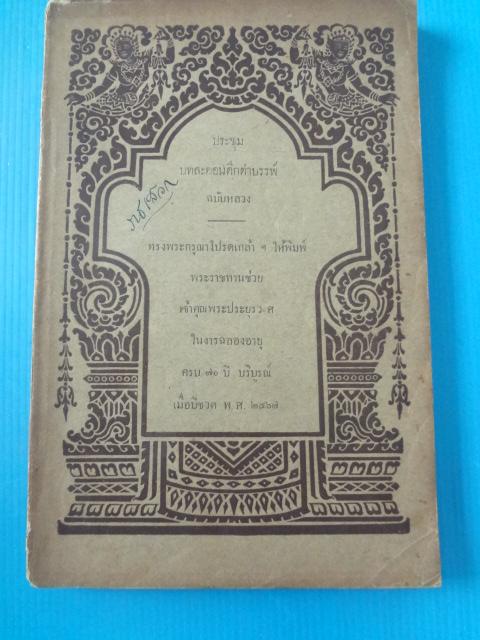 ประชุม
บทละคอนดึกดำบรรพ์
ฉบับหลวง
ทรงพระกรุณาโปรดเกล้า ฯ ให้พิมพ์
พระราชทานช่วย
เจ้าคุณพระประยุรวงศ
ในงารฉลองอายุ
ครบ ๗๐ ปี บริบูรณ์
เมื่อปีชวด พ, ศ, ๒๔๖๗